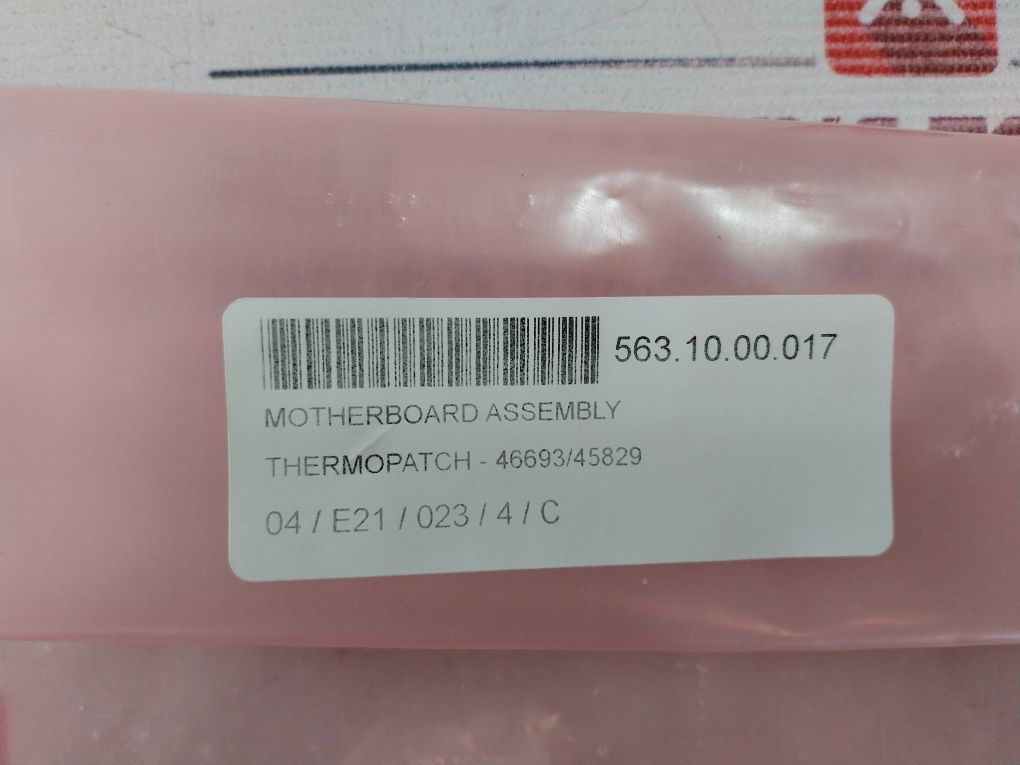 563.10.00.017
MOTHERBOARD ASSEMBLY
THERMOPATCH - 46693/45829
04 / E21 / 023 / 4 / C